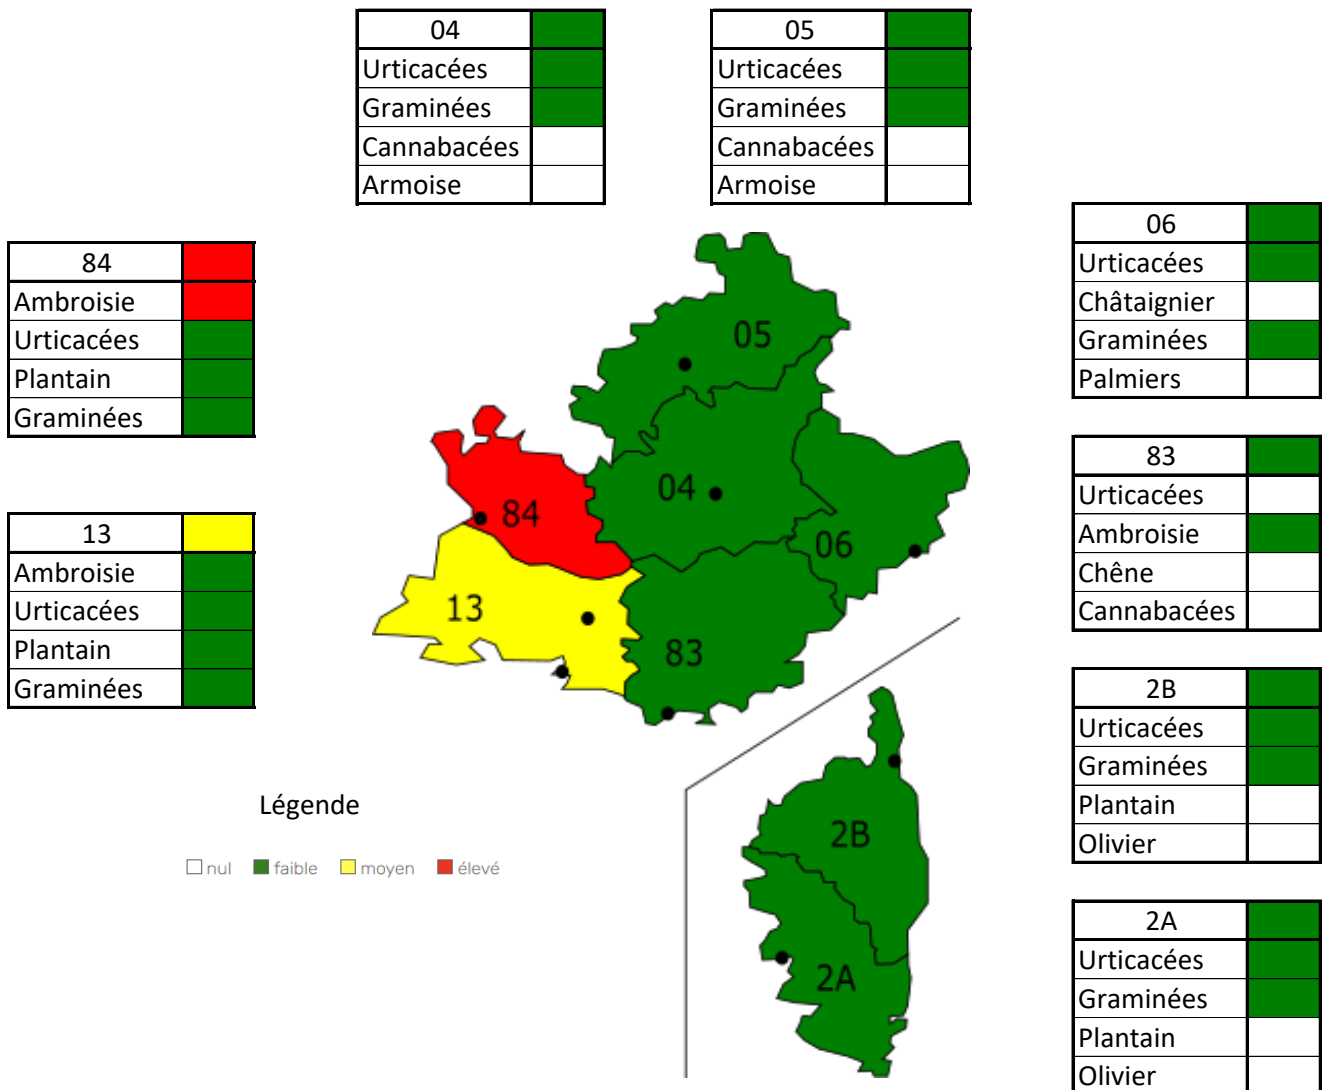 04
Urticacées
Graminées
Cannabacées
Armoise
05
Urticacées
Graminées
Cannabacées
Armoise
84
Ambroisie
Urticacées
Plantain
Graminées
13
Ambroisie
Urticacées
Plantain
Graminées
06
Urticacées
Châtaignier
Graminées
Palmiers
83
Urticacées
Ambroisie
Chêne
Cannabacées
2B
Urticacées
Graminées
Plantain
Olivier
2A
Urticacées
Graminées
Plantain
Olivier
05
04
84
06
13
83
2B
2A
Légende
nul faible moyen élevé